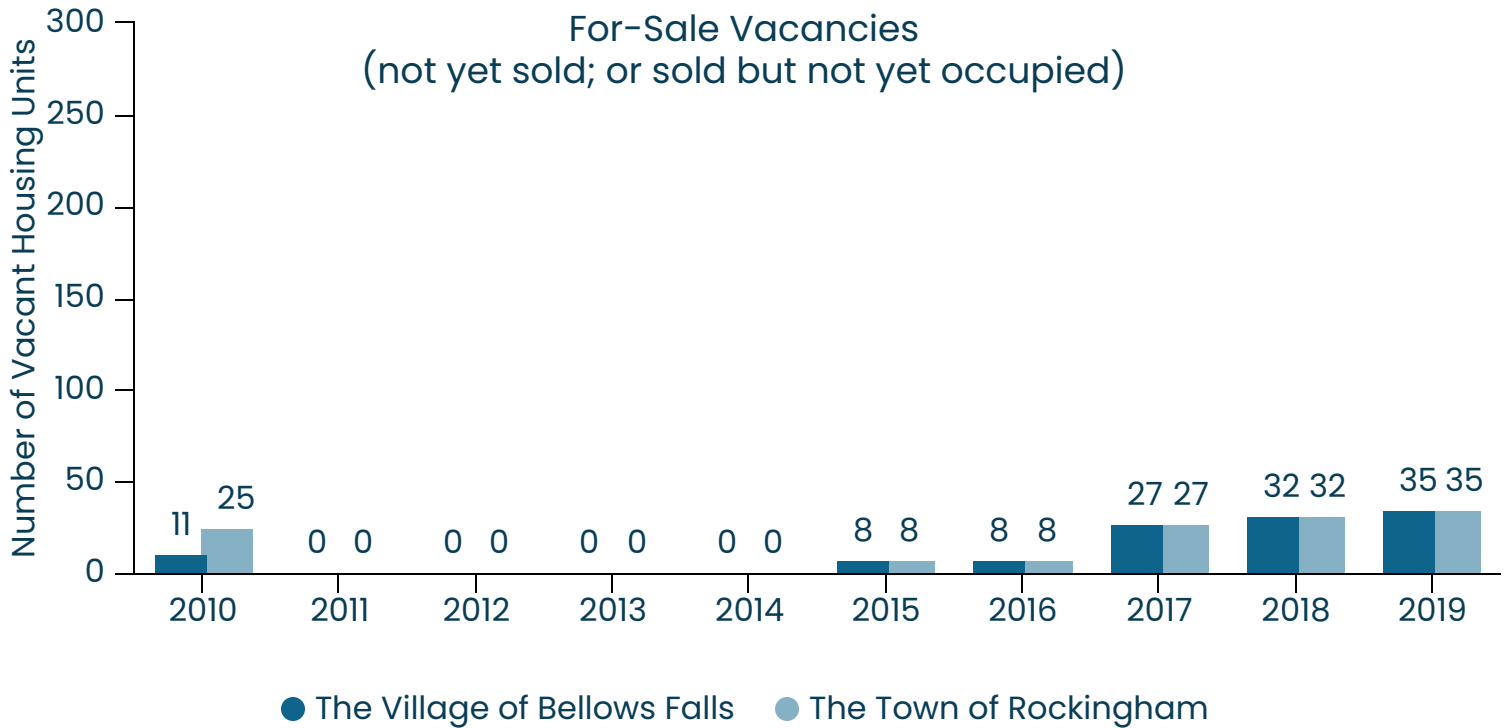 For-Sale Vacancies
(not yet sold; or sold but not yet occupied)
Number of Vacant Housing Units
300
250
200
150
100
50
0
11 25 0 0 0 0 0 0 0 0 8 8 8 8 27 27 32 32 35 35
2010 2011 2012 2013 2014 2015 2016 2017 2018 2019
The Village of Bellows Falls The Town of Rockingham